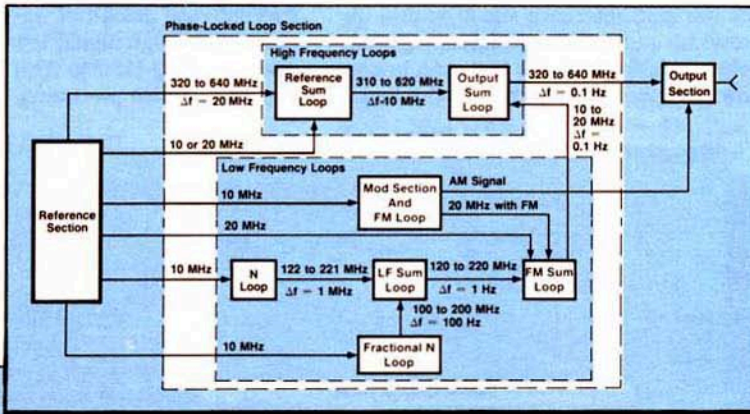 Phase-Locked Loop Section
High Frequency Loops
320 to 640 MHz
Δf = 20 MHz
Reference
Sum
Loop
310 to 620 MHz
Δf-10 MHz
Output
Sum
Loop
320 to 640 MHz
Δf = 0.1 Hz
Output
Section
10 to
20 MHz
Δf =
0.1 Hz
10 or 20 MHz
Low Frequency Loops
Reference
Section
10 MHz
Mod Section
And
FM Loop
AM Signal
20 MHz with FM
20 MHz
10 MHz
N
Loop
122 to 221 MHz
Δf = 1 MHz
LF Sum
Loop
120 to 220 MHz
Δf = 1 Hz
FM Sum
Loop
100 to 200 MHz
Δf = 100 Hz
10 MHz
Fractional N
Loop